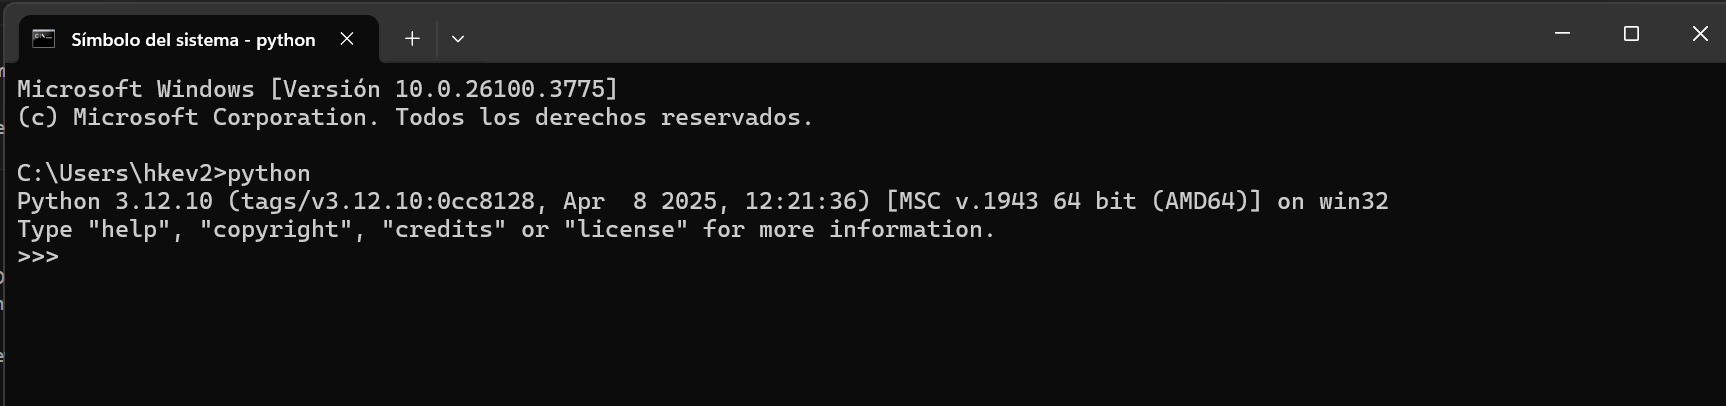 Símbolo del sistema - python
Microsoft Windows [Versión 10.0.26100.3775]
(c) Microsoft Corporation. Todos los derechos reservados.
C:\Users\hkev2>python
Python 3.12.10 (tags/v3.12.10:0cc8128, Apr  8 2025, 12:21:36) [MSC v.1943 64 bit (AMD64)] on win32
Type "help", "copyright", "credits" or "license" for more information.
>>>